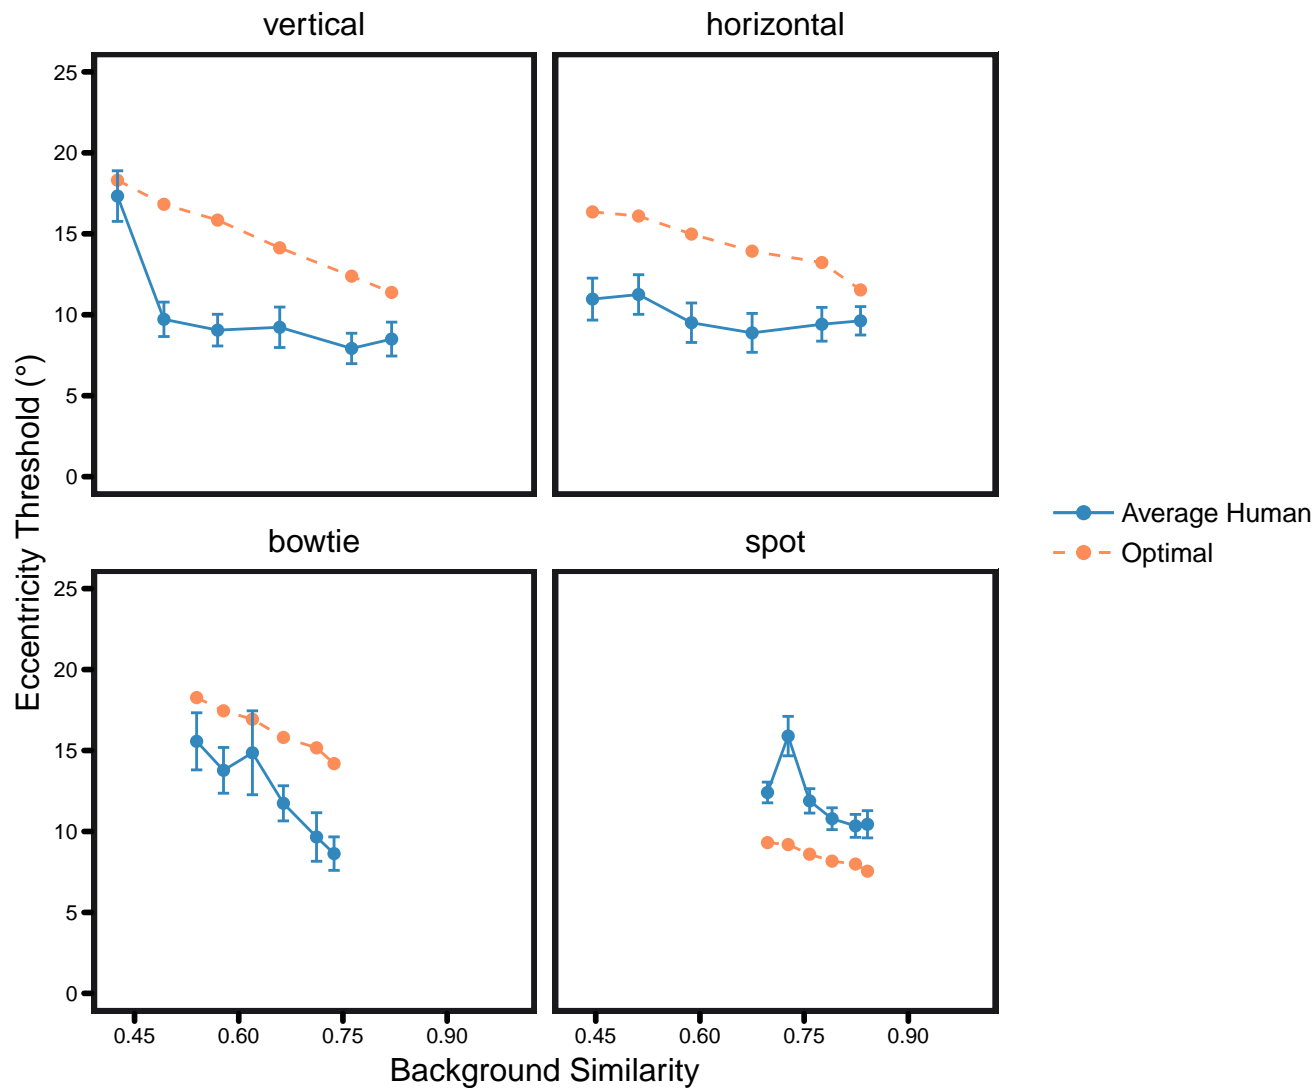 vertical
horizontal
25
20
15
10
5
0
Eccentricity Threshold (°)
bowtie
spot
25
20
15
10
5
0
0.45 0.60 0.75 0.90
0.45 0.60 0.75 0.90
Background Similarity
Average Human
Optimal